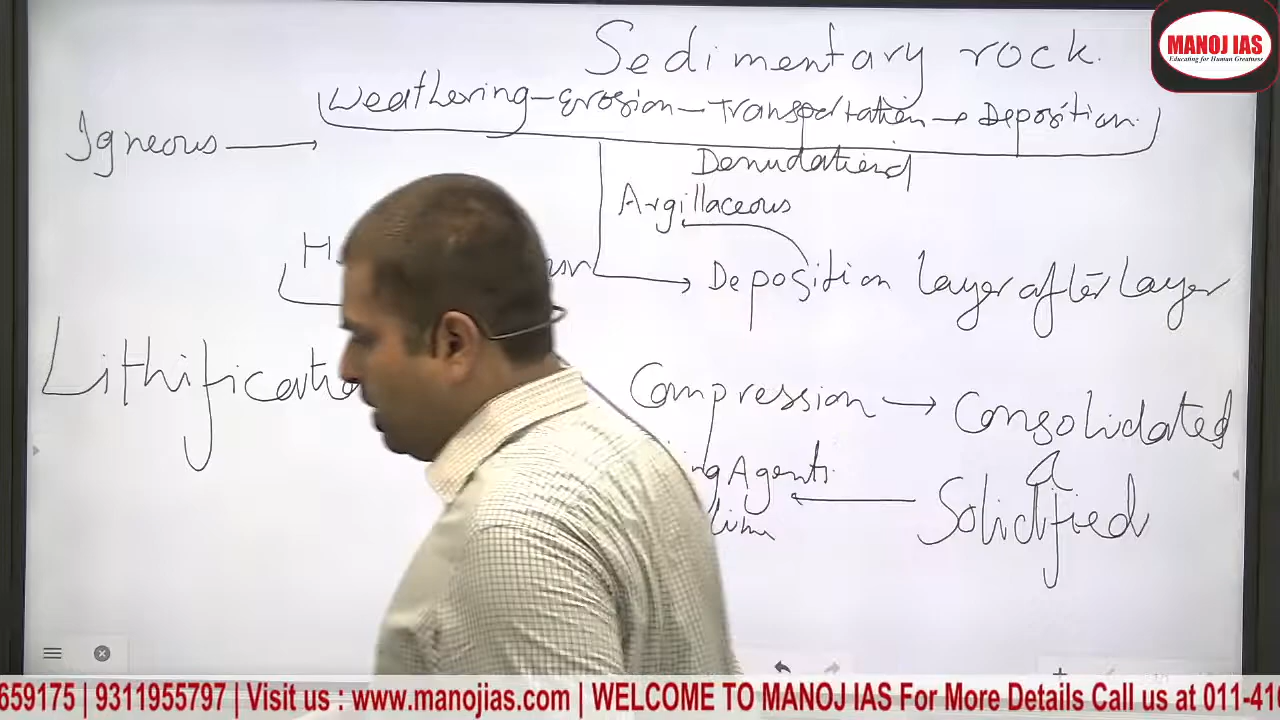 Sedimentary rock.
MANOJ IAS
Educating for Human Greatness
Weathering - Erosion - Transportation → Deposition
Igneous →
Denudational
Argillaceous
Deposition layer after layer
Lithificatio
Compression → Consolidated
&
Agents ← Solidified
659175 | 9311955797 | Visit us : www.manojias.com | WELCOME TO MANOJ IAS For More Details Call us at 011-416